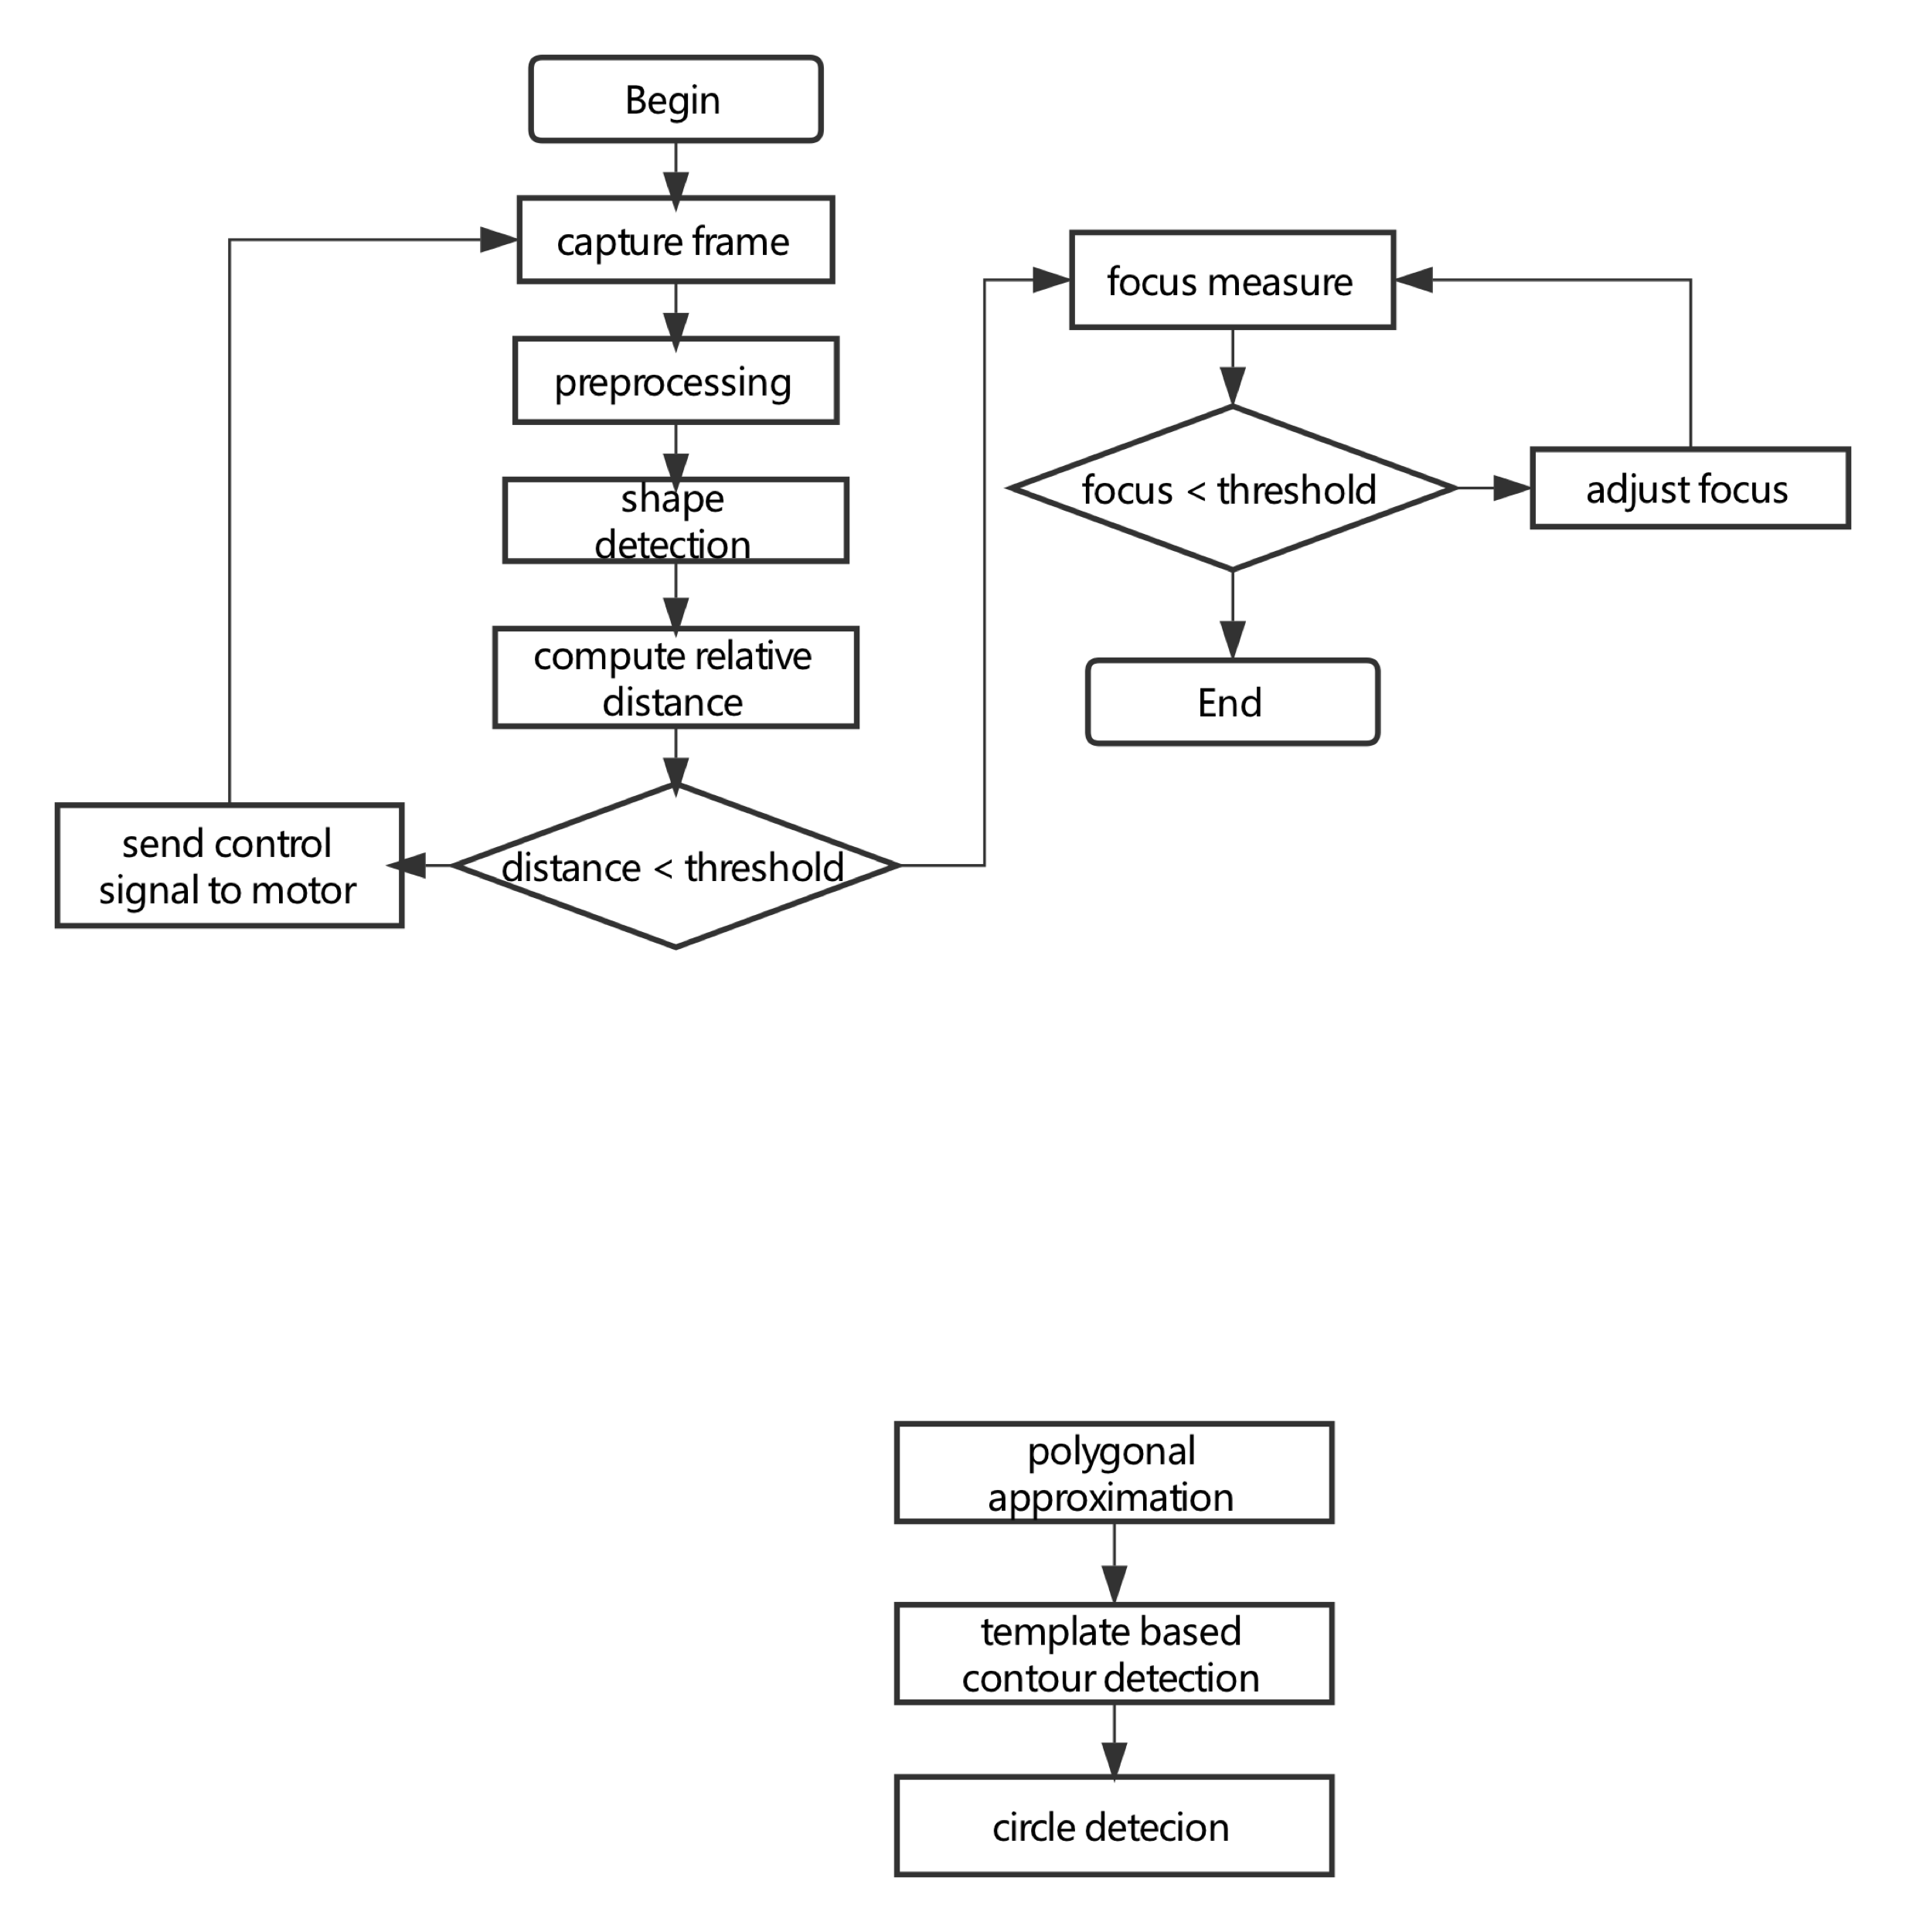 Begin
capture frame
preprocessing
shape
detection
compute relative
distance
distance < threshold
send control
signal to motor
focus measure
focus < threshold
adjust focus
End
polygonal
approximation
template based
contour detection
circle detecion